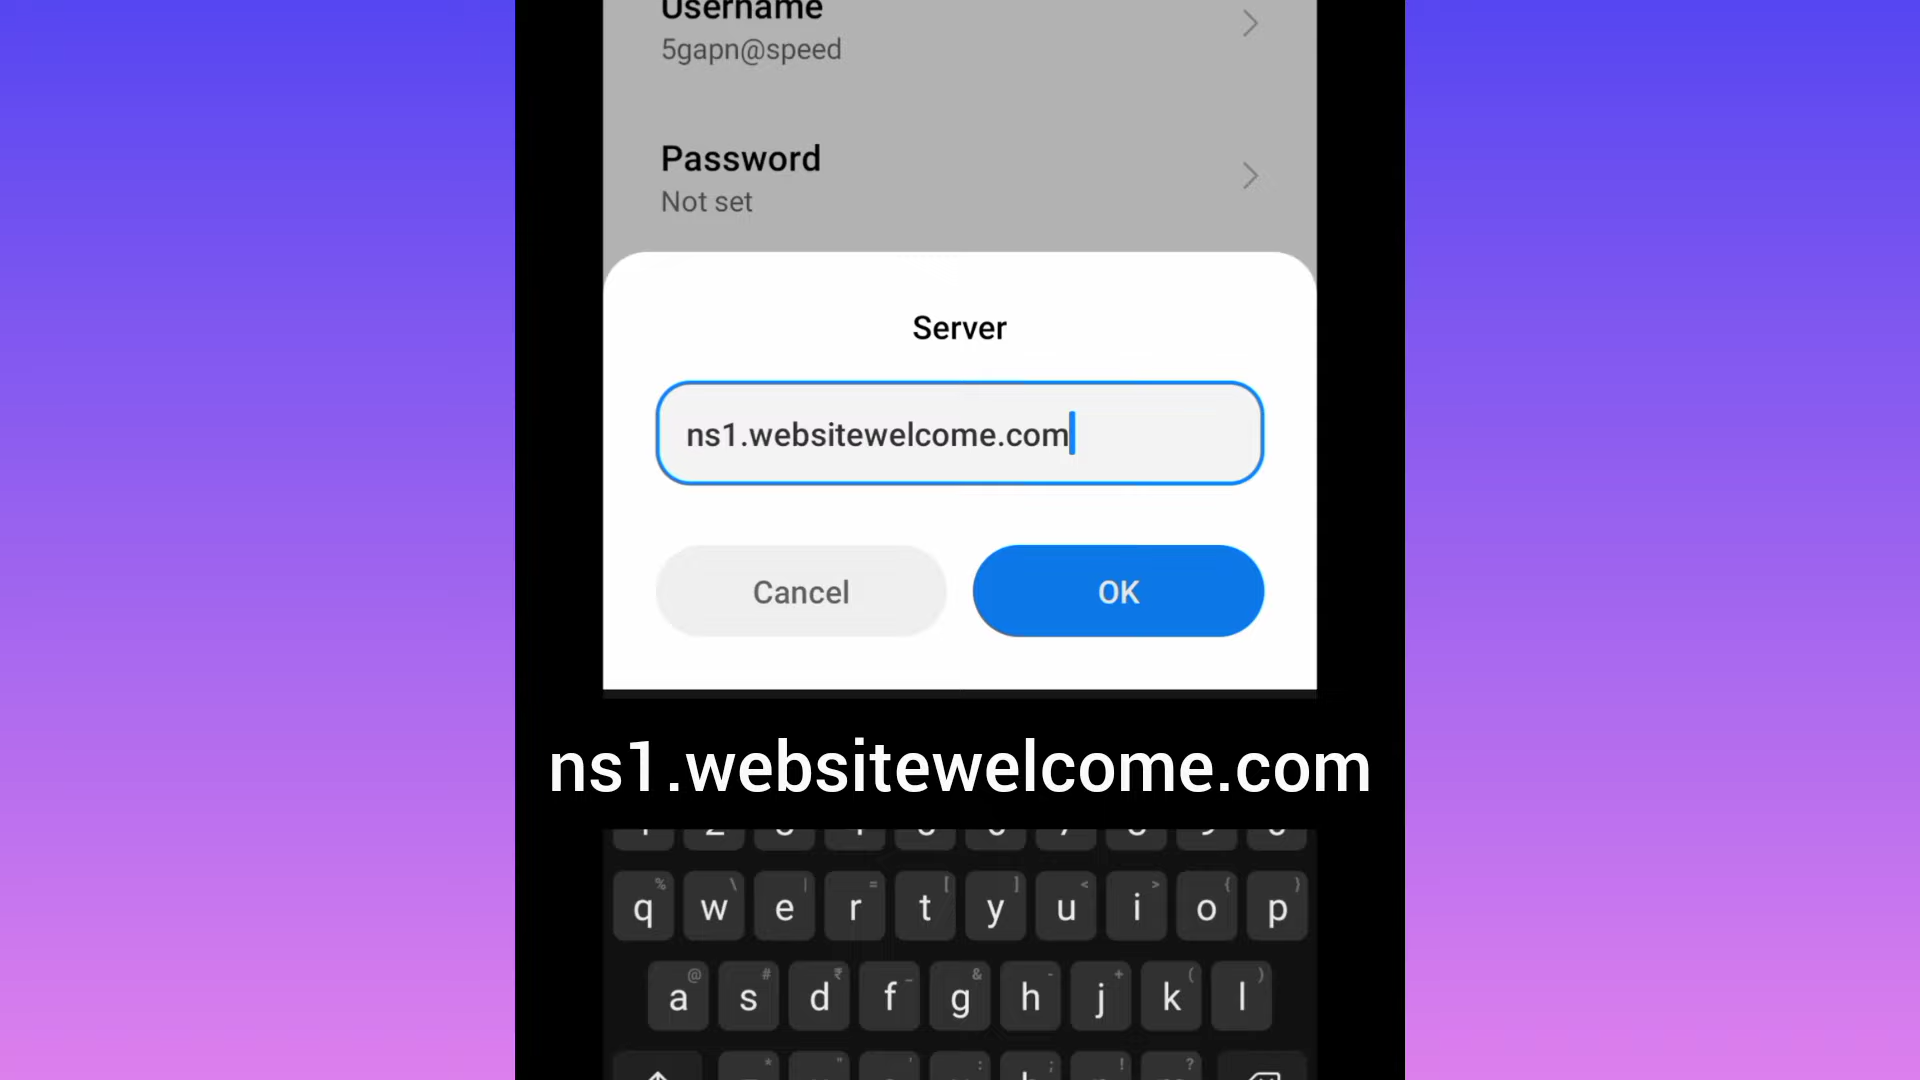 Username
5gapn@speed
Password
Not set
Server
ns1.websitewelcome.com
Cancel
OK
ns1.websitewelcome.com
% \ | = [ ] < > { }
q w e r t y u i o p
@ # ₹ _ & - + ( )
a s d f g h j k l
* " ' : ; ! ?